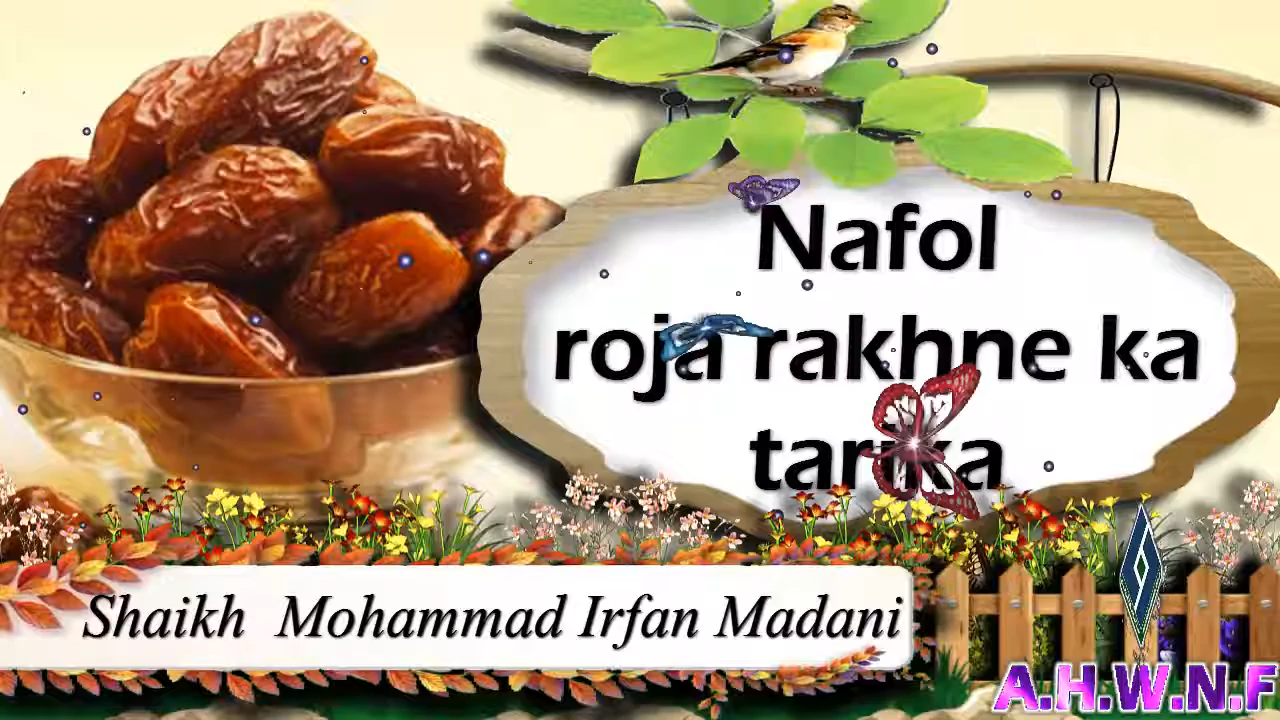 Nafol
roja rakhne ka
tarika
Shaikh Mohammad Irfan Madani
A.H.W.N.F